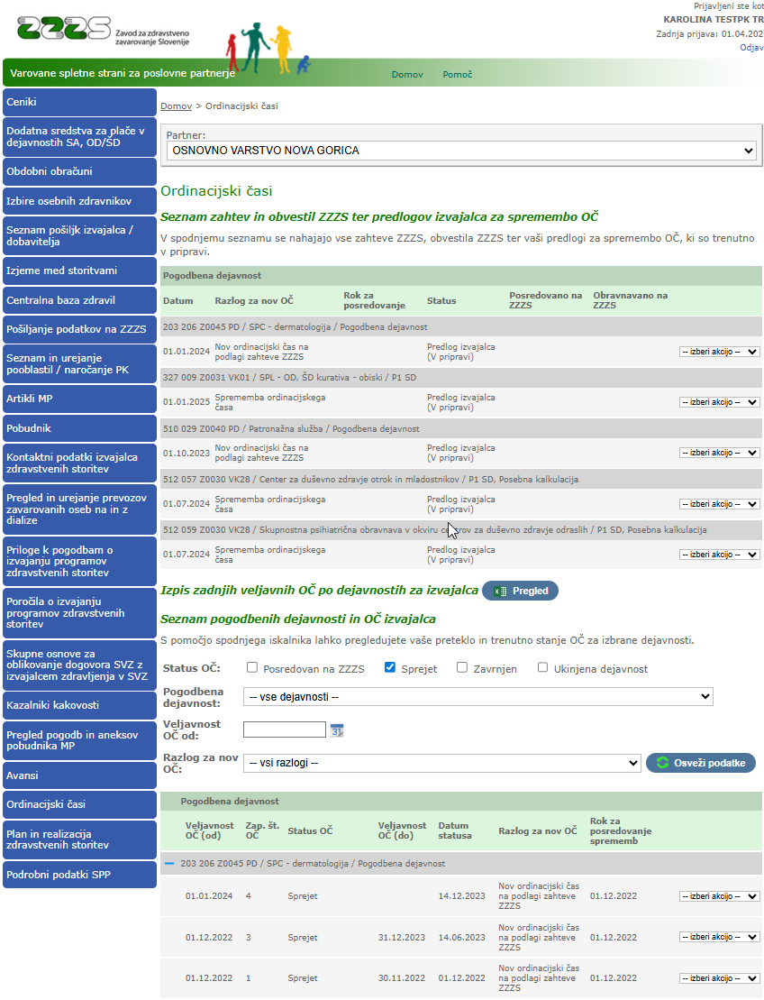 Prijavljeni ste kot
KAROLINA TESTPK TR
Zadnja prijava: 01.04.202
Odjav
ZZZS Zavod za zdravstveno
zavarovanje Slovenije
Varovane spletne strani za poslovne partnerje
Domov Pomoč
Ceniki
Dodatna sredstva za plače v
dejavnostih SA, OD/ŠD
Obdobni obračuni
Izbire osebnih zdravnikov
Seznam pošiljk izvajalca /
dobavitelja
Izjeme med storitvami
Centralna baza zdravil
Pošiljanje podatkov na ZZZS
Seznam in urejanje
pooblastil / naročanje PK
Artikli MP
Pobudnik
Kontaktni podatki izvajalca
zdravstvenih storitev
Pregled in urejanje prevozov
zavarovanih oseb na in z
dialize
Priloge k pogodbam o
izvajanju programov
zdravstvenih storitev
Poročila o izvajanju
programov zdravstvenih
storitev
Skupne osnove za
oblikovanje dogovora SVZ z
izvajalcem zdravljenja v SVZ
Kazalniki kakovosti
Pregled pogodb in aneksov
pobudnika MP
Avansi
Ordinacijski časi
Plan in realizacija
zdravstvenih storitev
Podrobni podatki SPP
Domov > Ordinacijski časi
Partner:
OSNOVNO VARSTVO NOVA GORICA
Ordinacijski časi
Seznam zahtev in obvestil ZZZS ter predlogov izvajalca za spremembo OČ
V spodnjemu seznamu se nahajajo vse zahteve ZZZS, obvestila ZZZS ter vaši predlogi za spremembo OČ, ki so trenutno
v pripravi.
Pogodbena dejavnost
Datum Razlog za nov OČ Rok za posredovanje Status Posredovano na ZZZS Obravnavano na ZZZS
203 206 Z0045 PD / SPC - dermatologija / Pogodbena dejavnost
01.01.2024 Nov ordinacijski čas na podlagi zahteve ZZZS Predlog izvajalca (V pripravi) -- izberi akcijo --
327 009 Z0031 VK01 / SPL - OD, ŠD kurativa - obiski / P1 SD
01.01.2025 Sprememba ordinacijskega časa Predlog izvajalca (V pripravi) -- izberi akcijo --
510 029 Z0040 PD / Patronažna služba / Pogodbena dejavnost
01.10.2023 Nov ordinacijski čas na podlagi zahteve ZZZS Predlog izvajalca (V pripravi) -- izberi akcijo --
512 057 Z0030 VK28 / Center za duševno zdravje otrok in mladostnikov / P1 SD, Posebna kalkulacija
01.07.2024 Sprememba ordinacijskega časa Predlog izvajalca (V pripravi) -- izberi akcijo --
512 059 Z0030 VK28 / Skupnostna psihiatrična obravnava v okviru centrov za duševno zdravje odraslih / P1 SD, Posebna kalkulacija
01.07.2024 Sprememba ordinacijskega časa Predlog izvajalca (V pripravi) -- izberi akcijo --
Izpis zadnjih veljavnih OČ po dejavnostih za izvajalca Pregled
Seznam pogodbenih dejavnosti in OČ izvajalca
S pomočjo spodnjega iskalnika lahko pregledujete vaše preteklo in trenutno stanje OČ za izbrane dejavnosti.
Status OČ: Posredovan na ZZZS Sprejet Zavrnjen Ukinjena dejavnost
Pogodbena dejavnost: -- vse dejavnosti --
Veljavnost OČ od: 31
Razlog za nov OČ: -- vsi razlogi -- Osveži podatke
Pogodbena dejavnost
Veljavnost OČ (od) Zap. št. OČ Status OČ Veljavnost OČ (do) Datum statusa Razlog za nov OČ Rok za posredovanje sprememb
203 206 Z0045 PD / SPC - dermatologija / Pogodbena dejavnost
01.01.2024 4 Sprejet 14.12.2023 Nov ordinacijski čas na podlagi zahteve ZZZS 01.12.2022 -- izberi akcijo --
01.12.2022 3 Sprejet 31.12.2023 14.06.2023 Nov ordinacijski čas na podlagi zahteve ZZZS 01.12.2022 -- izberi akcijo --
01.12.2022 1 Sprejet 30.11.2022 01.12.2022 Nov ordinacijski čas na podlagi zahteve ZZZS 01.12.2022 -- izberi akcijo --